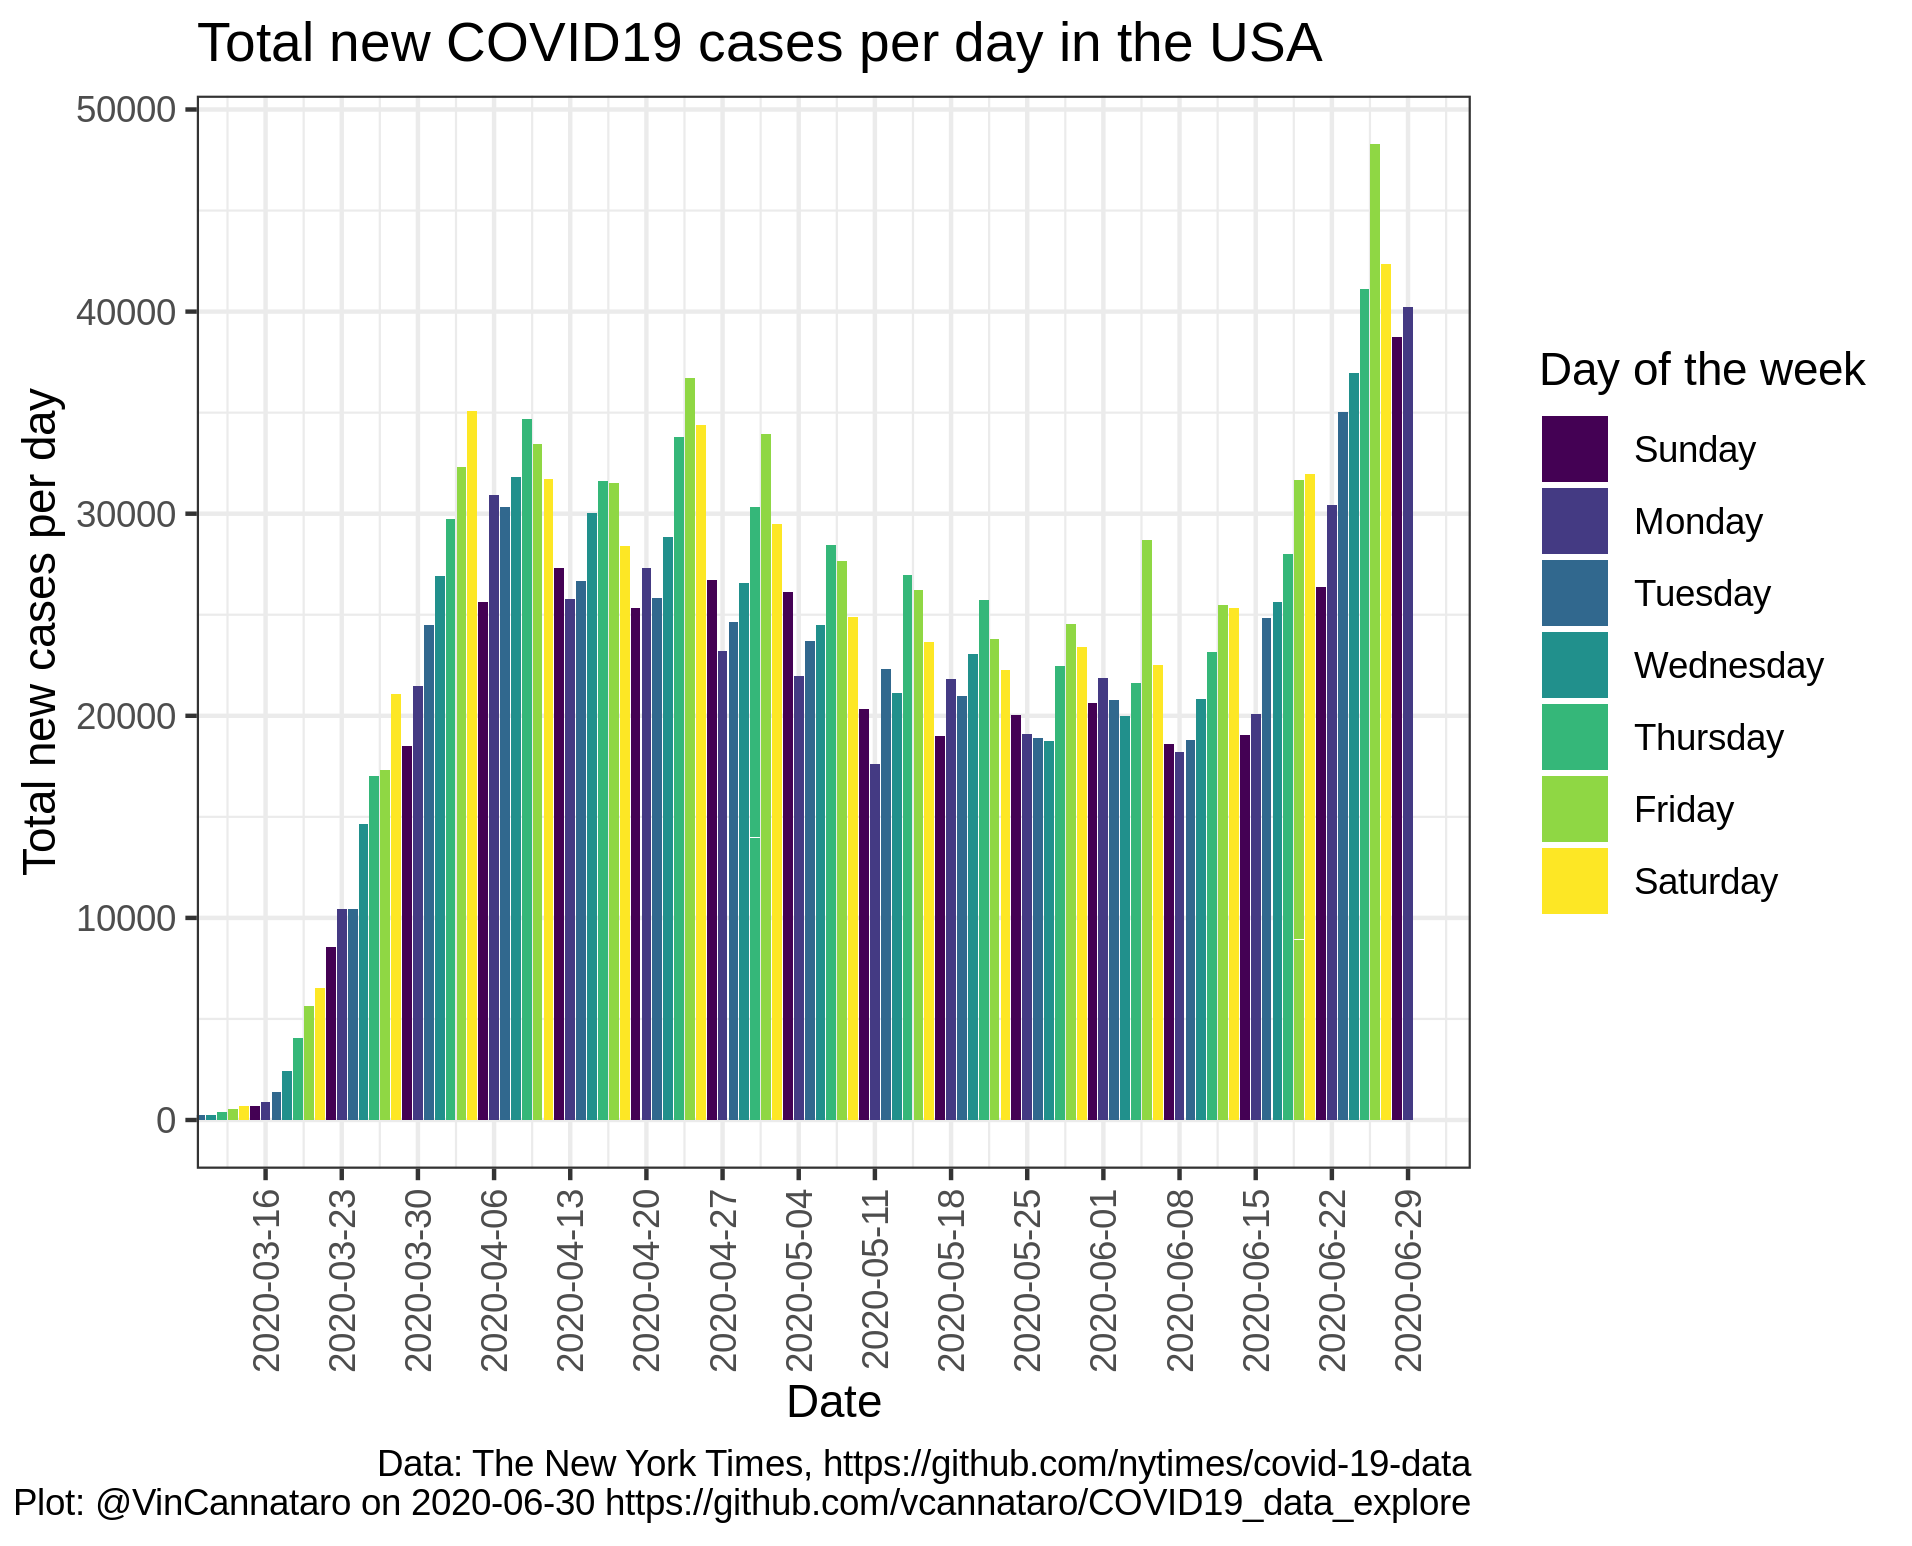 Total new COVID19 cases per day in the USA
Total new cases per day
50000
40000
30000
20000
10000
0
2020-03-16
2020-03-23
2020-03-30
2020-04-06
2020-04-13
2020-04-20
2020-04-27
2020-05-04
2020-05-11
2020-05-18
2020-05-25
2020-06-01
2020-06-08
2020-06-15
2020-06-22
2020-06-29
Date
Day of the week
Sunday
Monday
Tuesday
Wednesday
Thursday
Friday
Saturday
Data: The New York Times, https://github.com/nytimes/covid-19-data
Plot: @VinCannataro on 2020-06-30 https://github.com/vcannataro/COVID19_data_explore